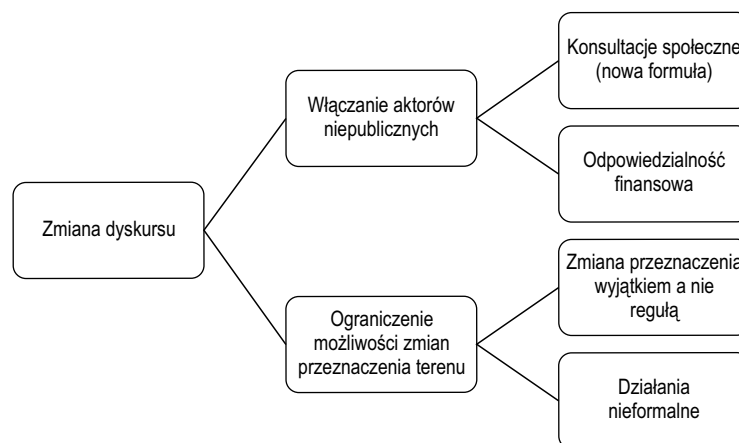 Zmiana dyskursu
Włączanie aktorów
niepublicznych
Konsultacje społeczne
(nowa formuła)
Odpowiedzialność
finansowa
Ograniczenie
możliwości zmian
przeznaczenia terenu
Zmiana przeznaczenia
wyjątkiem a nie
regułą
Działania
nieformalne